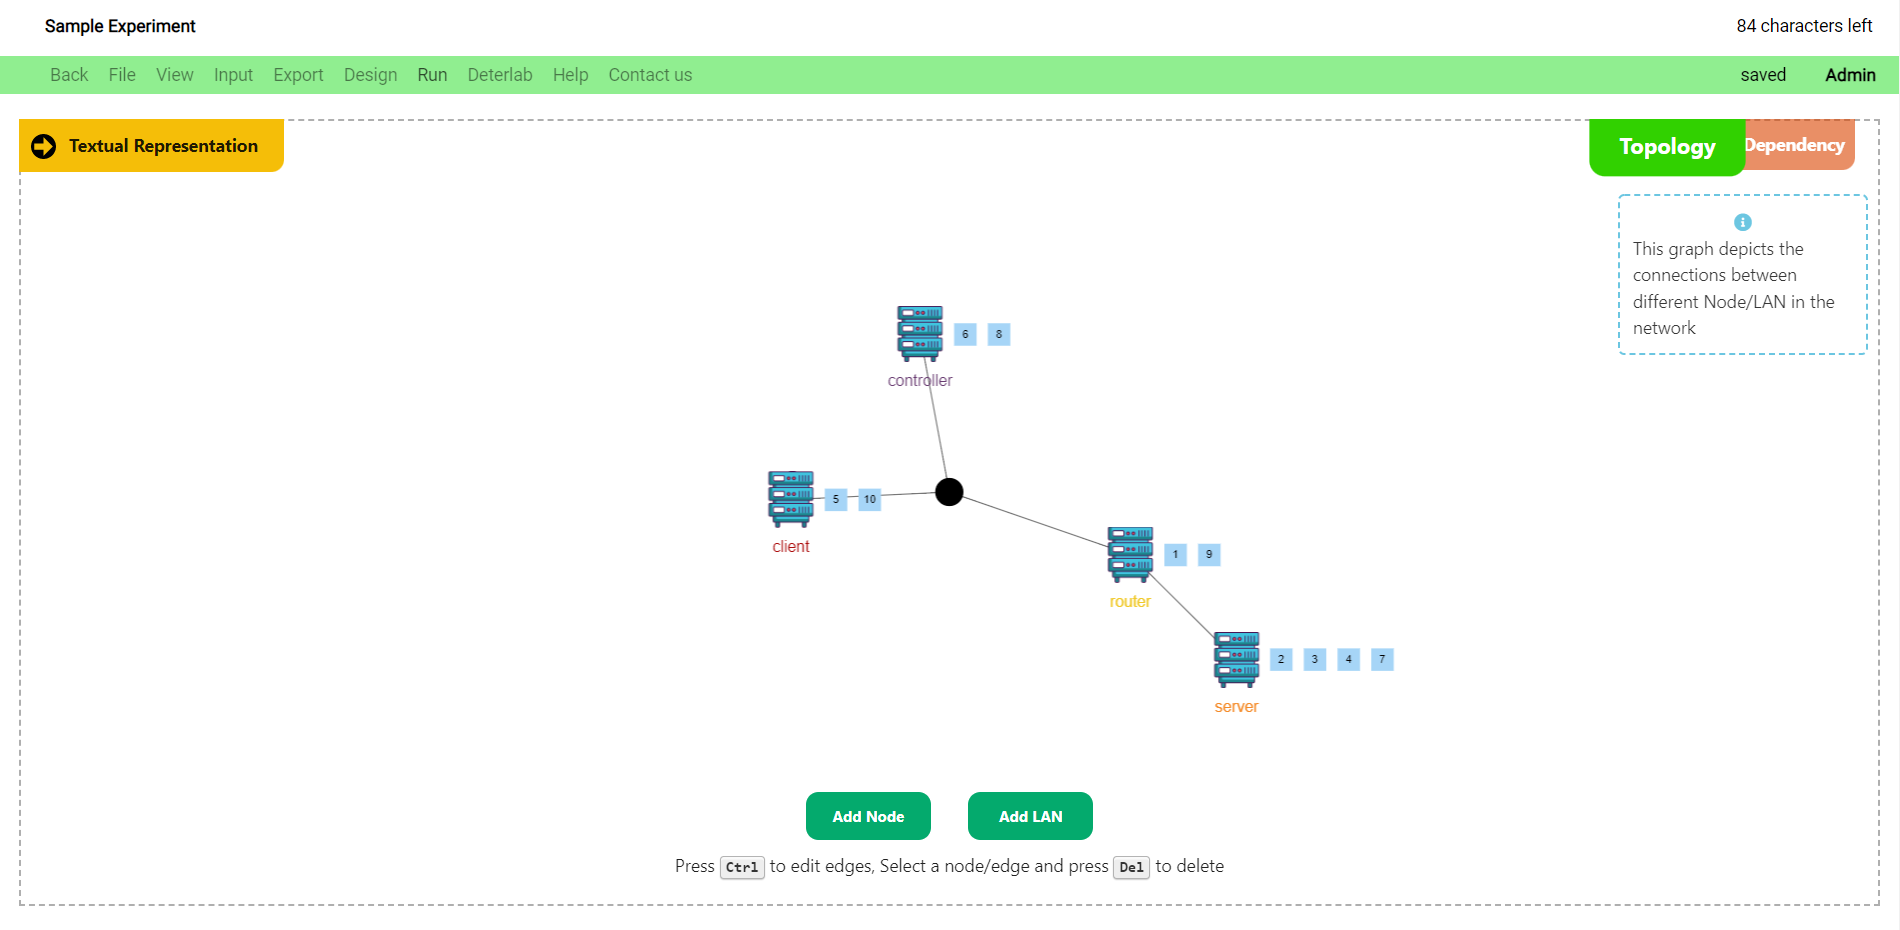 Sample Experiment
84 characters left
Back File View Input Export Design Run Deterlab Help Contact us
saved Admin
Textual Representation
Topology Dependency
This graph depicts the
connections between
different Node/LAN in the
network
6 8
controller
5 10
client
1 9
router
2 3 4 7
server
Add Node Add LAN
Press Ctrl to edit edges, Select a node/edge and press Del to delete